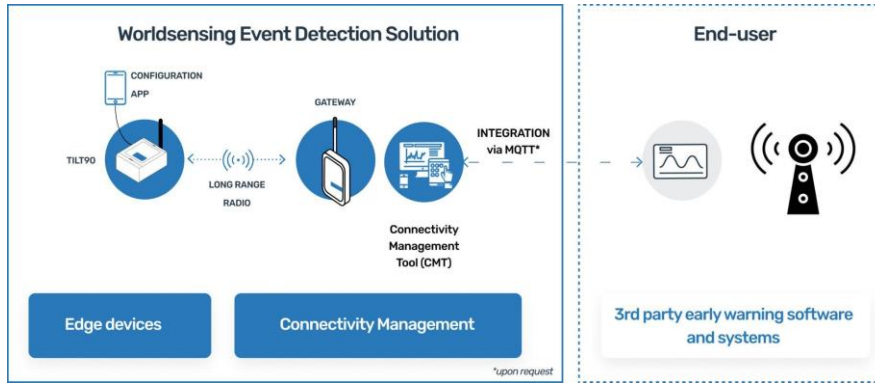 Worldsensing Event Detection Solution
End-user
CONFIGURATION
APP
GATEWAY
TILT90
LONG RANGE
RADIO
INTEGRATION
via MQTT*
Connectivity
Management
Tool (CMT)
Edge devices
Connectivity Management
3rd party early warning software
and systems
*upon request